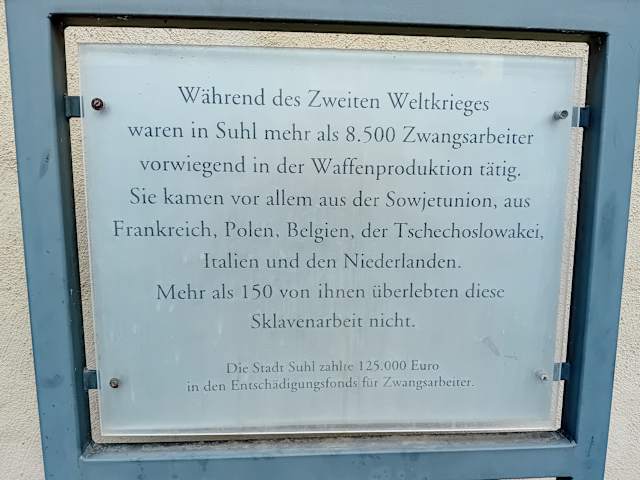 Während des Zweiten Weltkrieges
waren in Suhl mehr als 8.500 Zwangsarbeiter
vorwiegend in der Waffenproduktion tätig.
Sie kamen vor allem aus der Sowjetunion, aus
Frankreich, Polen, Belgien, der Tschechoslowakei,
Italien und den Niederlanden.
Mehr als 150 von ihnen überlebten diese
Sklavenarbeit nicht.
Die Stadt Suhl zahlte 125.000 Euro
in den Entschädigungsfonds für Zwangsarbeiter.